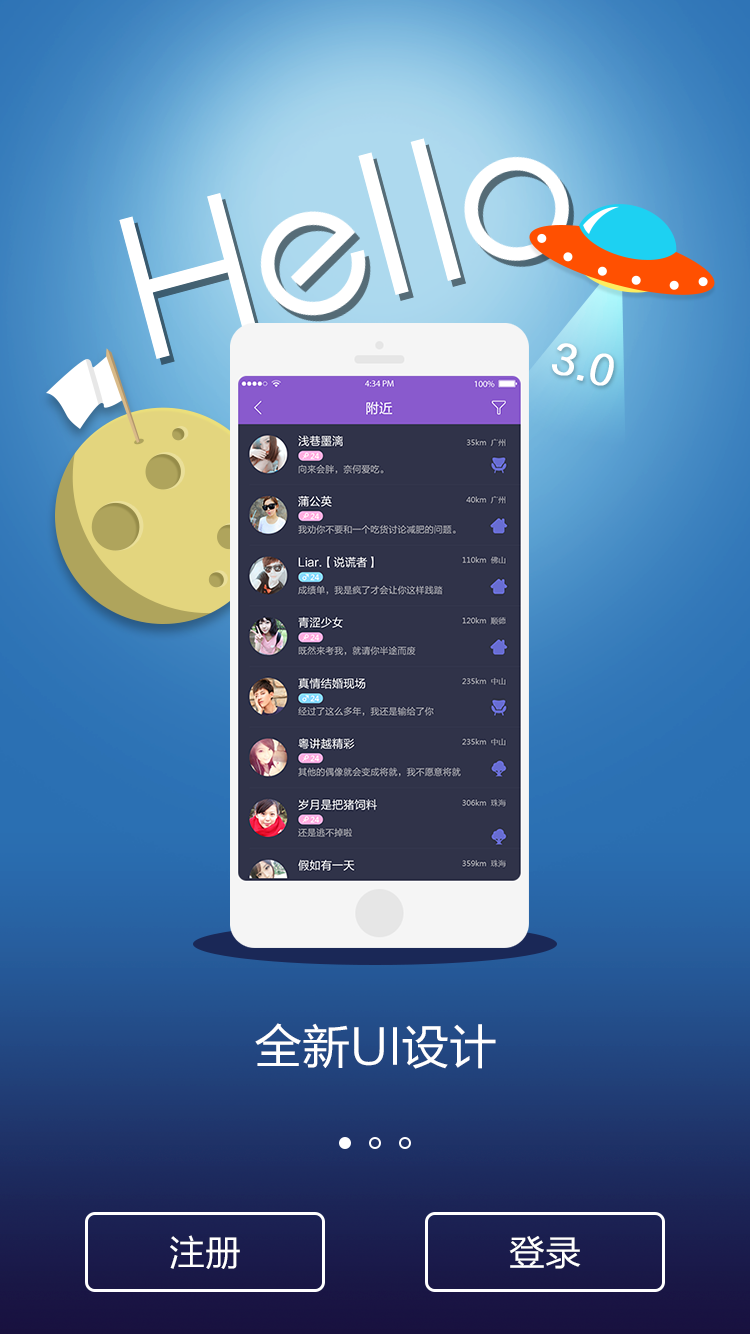 Hello
3.0
4:34 PM 100%
附近
浅巷墨漓 35km 广州
24
向来会胖，奈何爱吃。
蒲公英 40km 广州
24
我劝你不要和一个吃货讨论减肥的问题。
Liar.【说谎者】 110km 佛山
24
成绩单，我是疯了才会让你这样践踏
青涩少女 120km 顺德
24
既然来考我，就请你半途而废
真情结婚现场 235km 中山
24
经过了这么多年，我还是输给了你
粤讲越精彩 235km 中山
24
其他的偶像就会变成将就，我不愿意将就
岁月是把猪饲料 306km 珠海
24
还是逃不掉啦
假如有一天 359km 珠海
全新UI设计
注册 登录